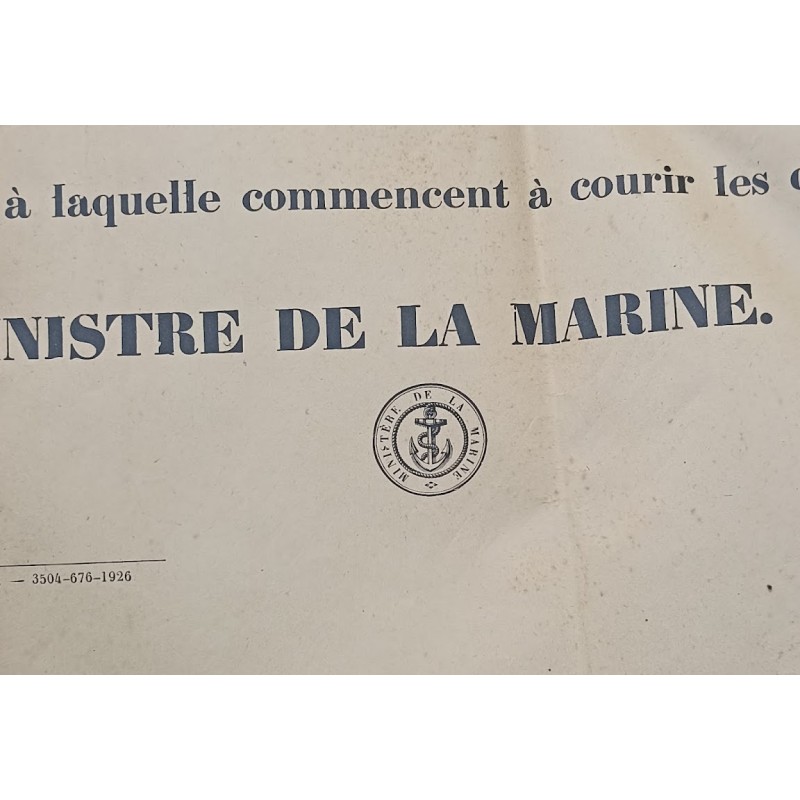 à laquelle commencent à courir les
NISTRE DE LA MARINE.
MINISTÈRE DE LA MARINE
— 3504-676-1926